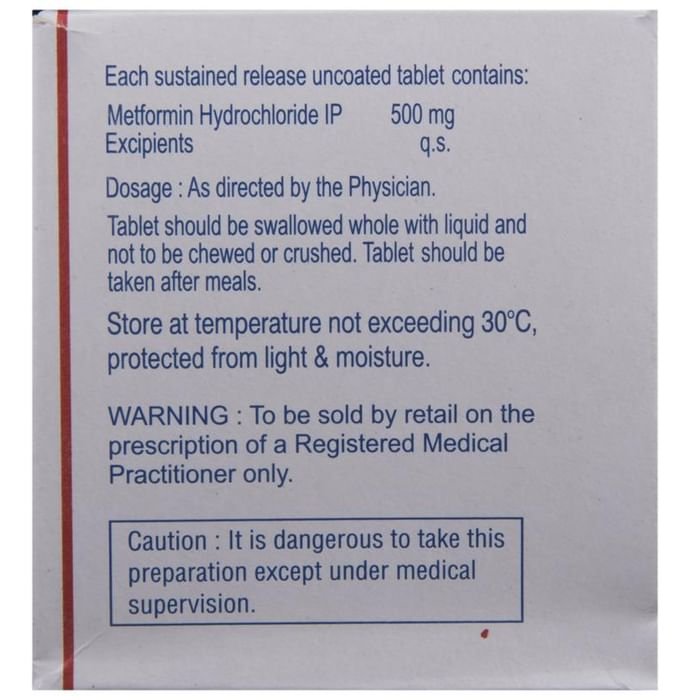 Each sustained release uncoated tablet contains:
Metformin Hydrochloride IP 500 mg
Excipients q.s.
Dosage : As directed by the Physician.
Tablet should be swallowed whole with liquid and
not to be chewed or crushed. Tablet should be
taken after meals.
Store at temperature not exceeding 30°C,
protected from light & moisture.
WARNING : To be sold by retail on the
prescription of a Registered Medical
Practitioner only.
Caution : It is dangerous to take this
preparation except under medical
supervision.